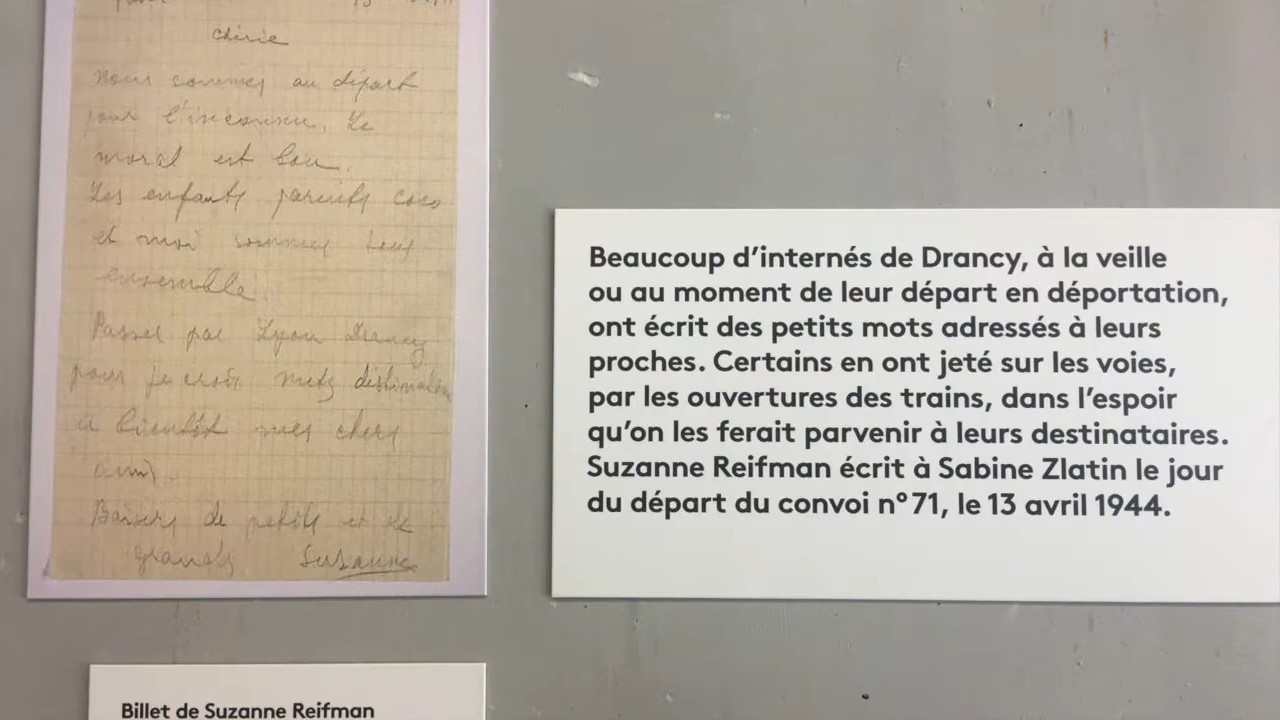 chérie
Nous sommes au départ
pour l'inconnu. Le
moral est bon.
Les enfants parents coco
et moi sommes tous
ensemble.
Passer par Lyon Drancy
pour je crois Metz destination
a bientôt mes chers
amis.
Baisers de petits et de
grands Suzanne
Beaucoup d'internés de Drancy, à la veille
ou au moment de leur départ en déportation,
ont écrit des petits mots adressés à leurs
proches. Certains en ont jeté sur les voies,
par les ouvertures des trains, dans l'espoir
qu'on les ferait parvenir à leurs destinataires.
Suzanne Reifman écrit à Sabine Zlatin le jour
du départ du convoi n° 71, le 13 avril 1944.
Billet de Suzanne Reifman